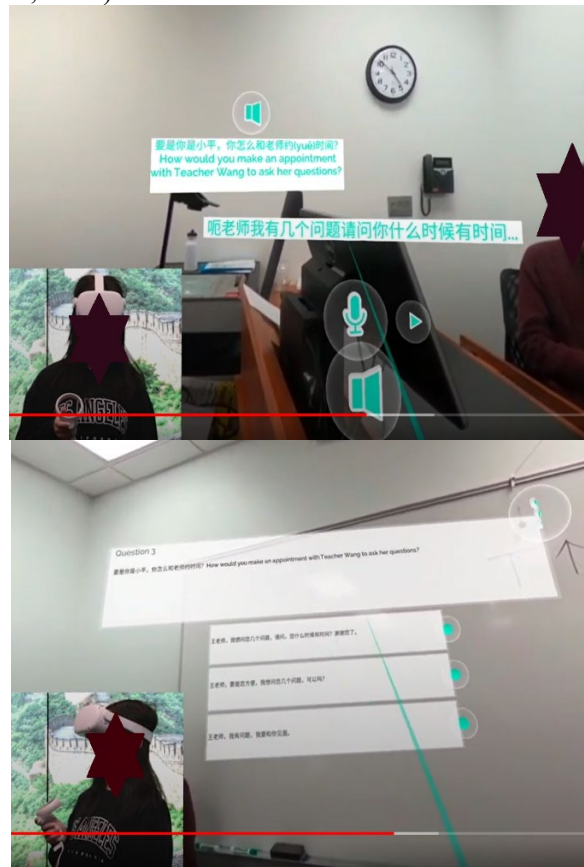 要是你是小平，你怎么和老师约(yuē)时间?
How would you make an appointment
with Teacher Wang to ask her questions?
呃老师我有几个问题请问你什么时候有时间...
ANGELES
Question 3
要是你是小平，你怎么和老师约时间? How would you make an appointment with Teacher Wang to ask her questions?
王老师，我想问您几个问题，请问，您什么时候有时间? 谢谢您了。
王老师，要是您方便，我想问您几个问题，可以吗?
王老师，我有问题，我要和你见面。